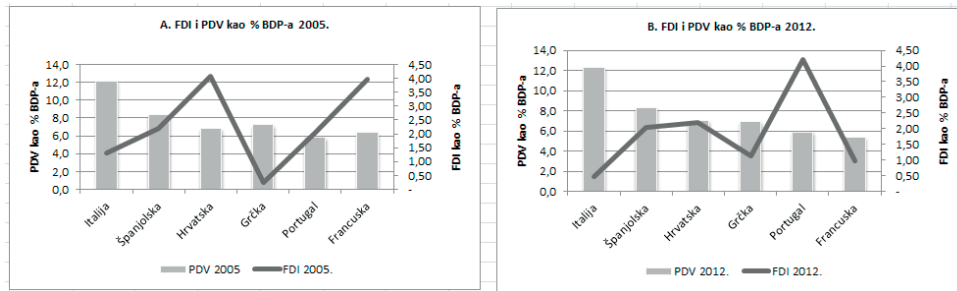 A. FDI i PDV kao % BDP-a 2005.
PDV kao % BDP-a
14,0
12,0
10,0
8,0
6,0
4,0
2,0
0,0
4,50
4,00
3,50
3,00
2,50
2,00
1,50
1,00
0,50
-
FDI kao % BDP-a
Italija
Španjolska
Hrvatska
Grčka
Portugal
Francuska
PDV 2005
FDI 2005.
B. FDI i PDV kao % BDP-a 2012.
PDV kao % BDP-a
14,0
12,0
10,0
8,0
6,0
4,0
2,0
0,0
4,50
4,00
3,50
3,00
2,50
2,00
1,50
1,00
0,50
-
FDI kao % BDP-a
Italija
Španjolska
Hrvatska
Grčka
Portugal
Francuska
PDV 2012.
FDI 2012.